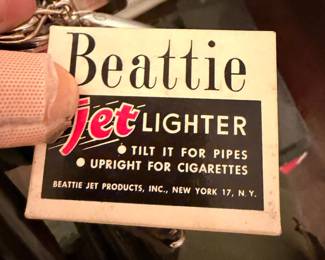 Beattie
Jet LIGHTER
• TILT IT FOR PIPES
• UPRIGHT FOR CIGARETTES
BEATTIE JET PRODUCTS, INC., NEW YORK 17, N. Y.